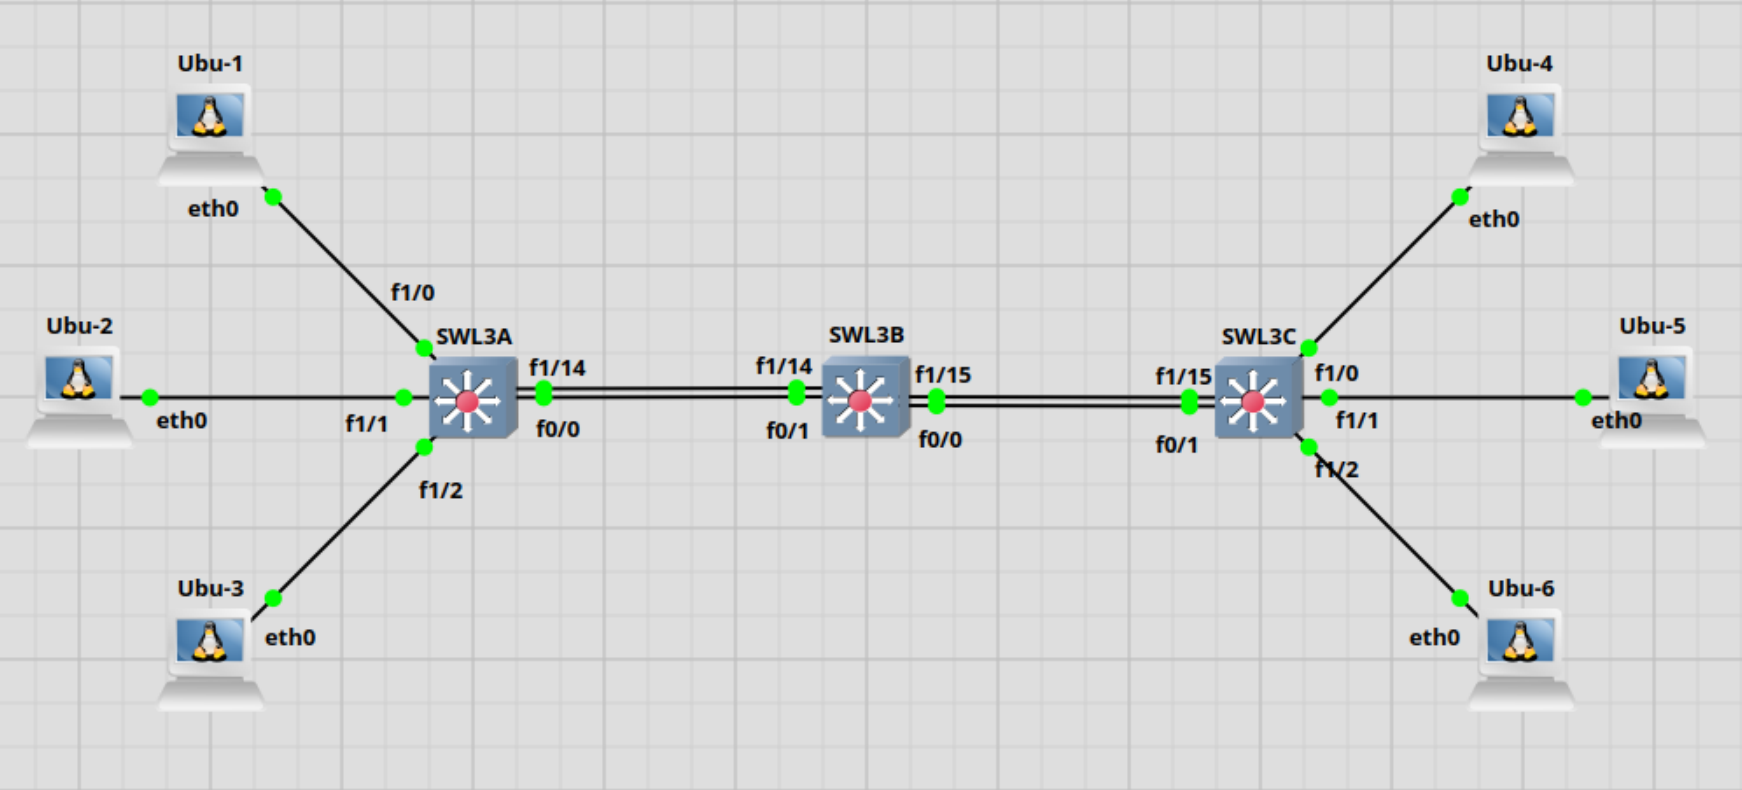 Ubu-1
Ubu-4
eth0
eth0
f1/0
Ubu-2
SWL3A
SWL3B
SWL3C
Ubu-5
f1/14
f1/14
f1/15
f1/15
f1/0
eth0
f1/1
f0/0
f0/1
f0/0
f0/1
f1/1
eth0
f1/2
f1/2
Ubu-3
Ubu-6
eth0
eth0